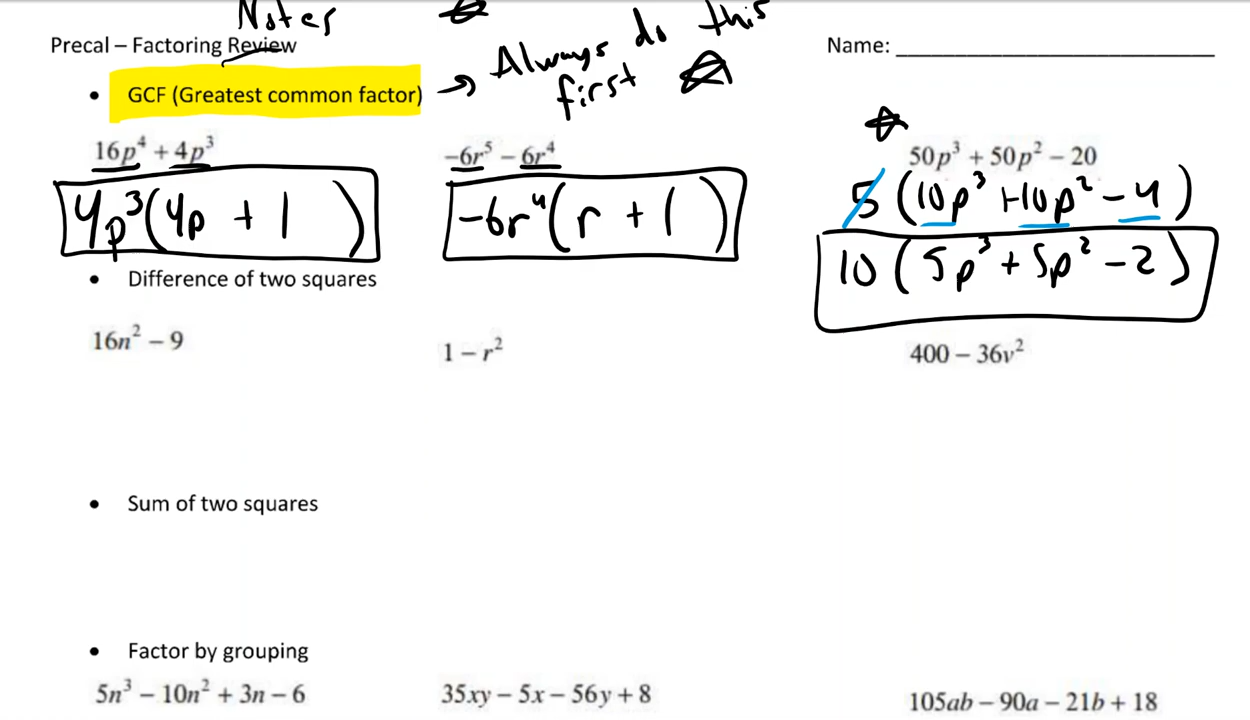 Notes
Precal – Factoring Review
Name: ____________________
• GCF (Greatest common factor) → Always do this first
16p⁴ + 4p³
-6r⁵ – 6r⁴
50p³ + 50p² – 20
4p³(4p + 1)
-6r⁴(r + 1)
5(10p³ + 10p² – 4)
10(5p³ + 5p² – 2)
• Difference of two squares
16n² – 9
1 – r²
400 – 36v²
• Sum of two squares
• Factor by grouping
5n³ – 10n² + 3n – 6
35xy – 5x – 56y + 8
105ab – 90a – 21b + 18